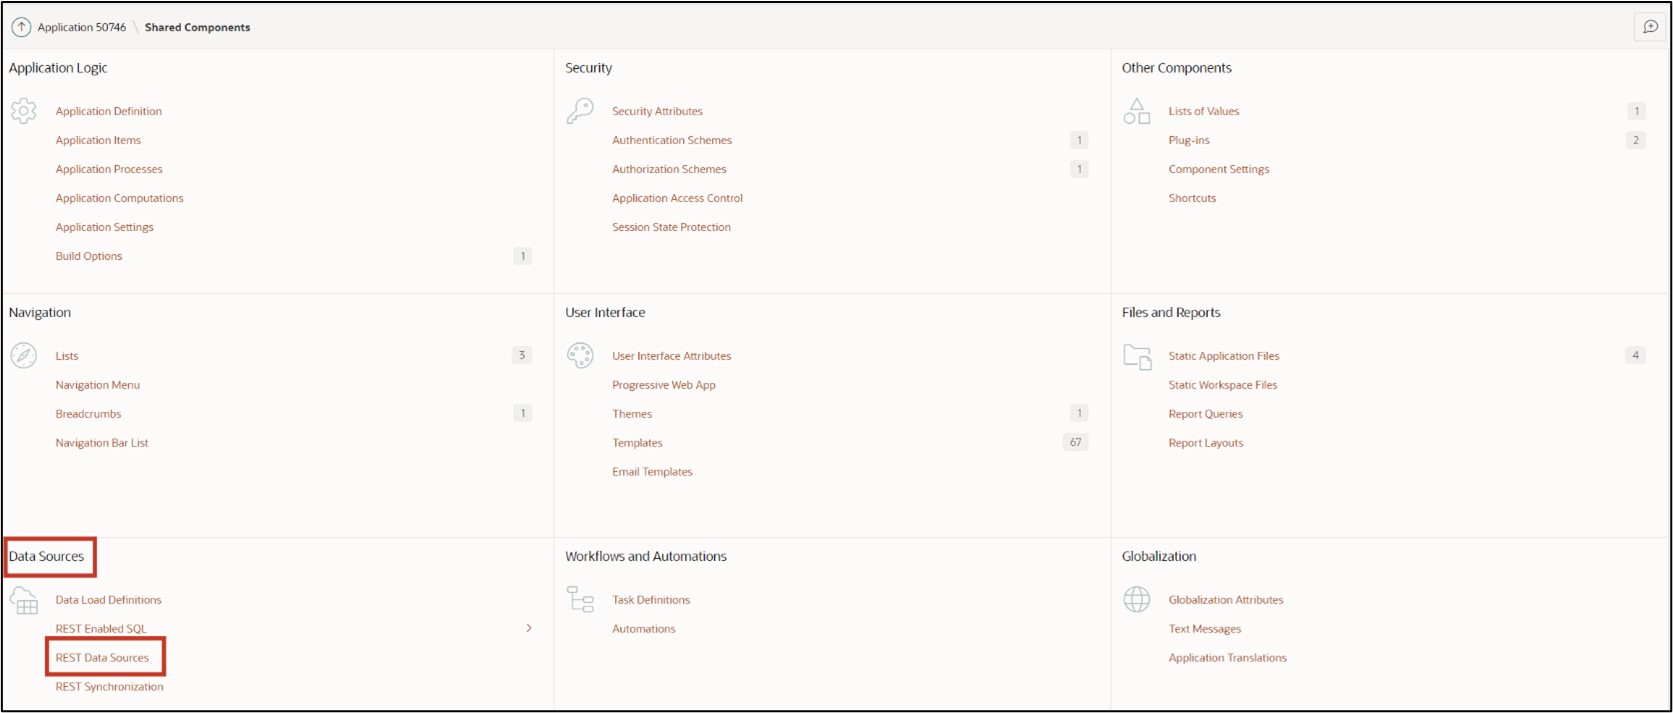 Application 50746 \ Shared Components
Application Logic
Application Definition
Application Items
Application Processes
Application Computations
Application Settings
Build Options 1
Security
Security Attributes
Authentication Schemes 1
Authorization Schemes 1
Application Access Control
Session State Protection
Other Components
Lists of Values 1
Plug-ins 2
Component Settings
Shortcuts
Navigation
Lists 3
Navigation Menu
Breadcrumbs 1
Navigation Bar List
User Interface
User Interface Attributes
Progressive Web App
Themes 1
Templates 67
Email Templates
Files and Reports
Static Application Files 4
Static Workspace Files
Report Queries
Report Layouts
Data Sources
Data Load Definitions
REST Enabled SQL
REST Data Sources
REST Synchronization
Workflows and Automations
Task Definitions
Automations
Globalization
Globalization Attributes
Text Messages
Application Translations